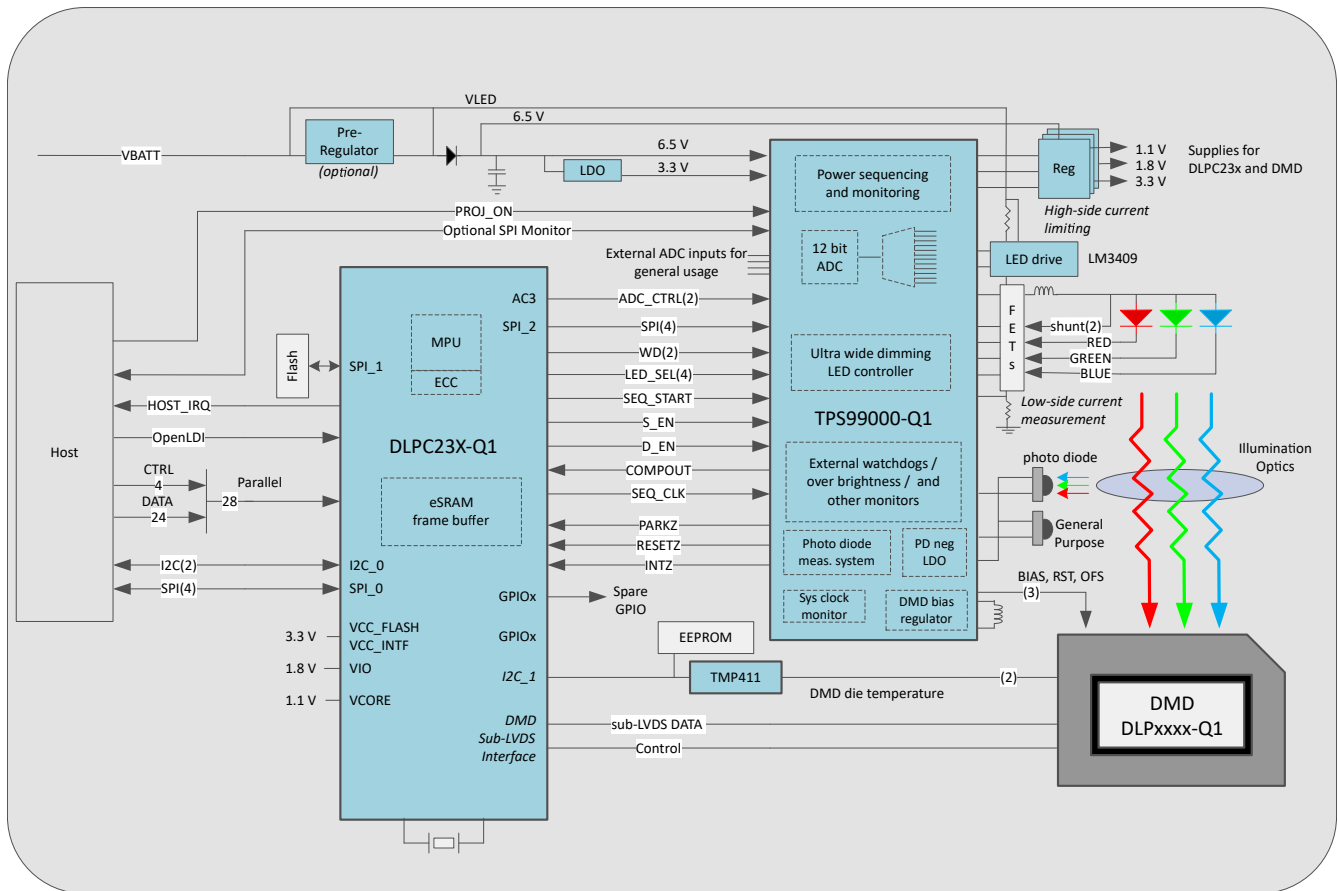 VLED
6.5 V
Pre-
Regulator
(optional)
VBATT
6.5 V
3.3 V
LDO
Power sequencing
and monitoring
Reg
1.1 V
1.8 V
3.3 V
Supplies for
DLPC23x and DMD
High-side current
limiting
PROJ_ON
Optional SPI Monitor
External ADC inputs for
general usage
12 bit
ADC
LED drive
LM3409
Host
Flash
SPI_1
HOST_IRQ
OpenLDI
CTRL
4
DATA
24
Parallel
28
I2C(2)
SPI(4)
I2C_0
SPI_0
3.3 V
VCC_FLASH
VCC_INTF
1.8 V
VIO
1.1 V
VCORE
MPU
ECC
DLPC23X-Q1
eSRAM
frame buffer
AC3
SPI_2
GPIOx
GPIOx
I2C_1
DMD
Sub-LVDS
Interface
ADC_CTRL(2)
SPI(4)
WD(2)
LED_SEL(4)
SEQ_START
S_EN
D_EN
COMPOUT
SEQ_CLK
PARKZ
RESETZ
INTZ
Spare
GPIO
EEPROM
TMP411
DMD die temperature
(2)
sub-LVDS DATA
Control
Ultra wide dimming
LED controller
TPS99000-Q1
External watchdogs /
over brightness / and
other monitors
Photo diode
meas. system
PD neg
LDO
Sys clock
monitor
DMD bias
regulator
F
E
T
s
shunt(2)
RED
GREEN
BLUE
Low-side current
measurement
photo diode
Illumination
Optics
General
Purpose
BIAS, RST, OFS
(3)
DMD
DLPxxxx-Q1